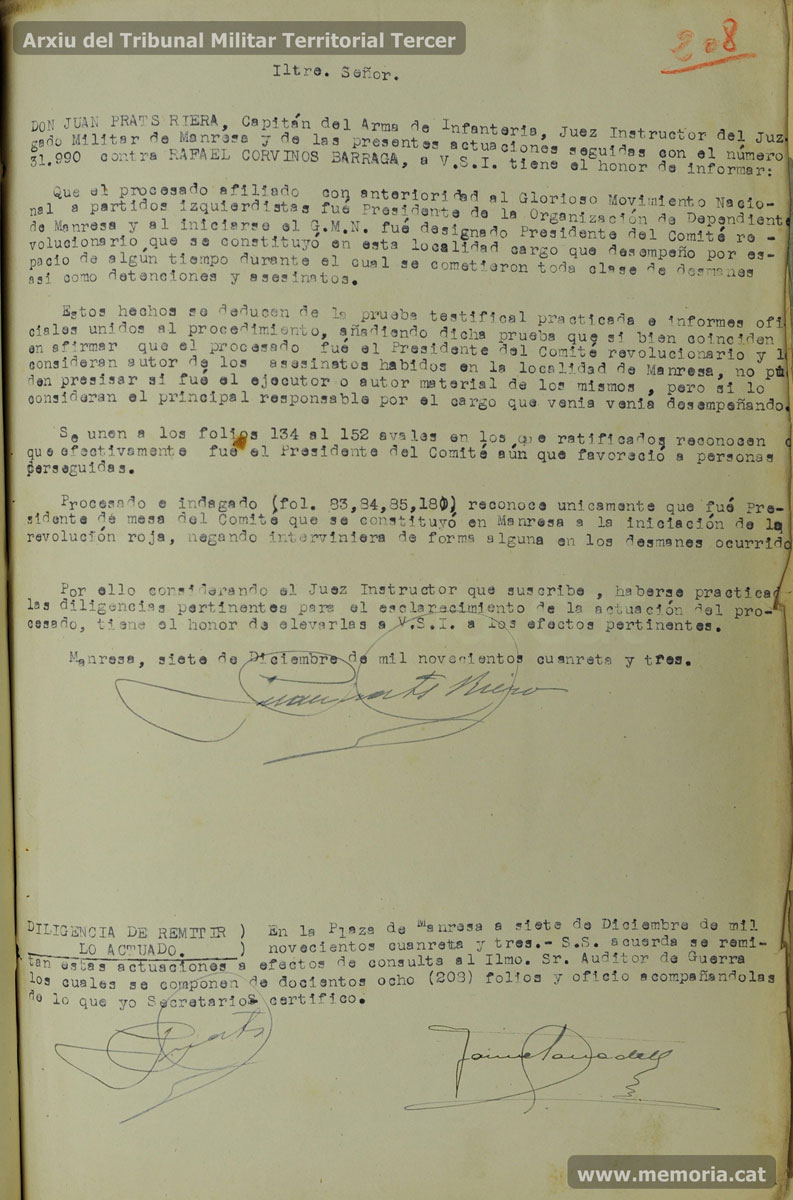 Arxiu del Tribunal Militar Territorial Tercer
208
Iltre. Señor.
DON JUAN PRATS RIERA, Capitán del Arma de Infanteria, Juez Instructor del Juz
gado Militar de Manresa y de las presentes actuaciones seguidas con el número
31.990 contra RAFAEL CORVINOS BARRAGA, a V.S.I. tiene el honor de informar:
Que el procesado afiliado con anterioridad al Glorioso Movimiento Nacio-
nal a partidos izquierdistas fué Presidente de la Organización de Dependient
de Manresa y al iniciarse el G.M.N. fué designado Presidente del Comité re -
volucionario que se constituyó en esta localidad cargo que desempeño por es-
pacio de algún tiempo durante el cual se cometieron toda clase de desmanes
asi como detenciones y asesinatos.
Estos hechos se deducen de la prueba testifical practicada e informes ofi
ciales unidos al procedimiento, añadiendo dicha prueba que si bien coinciden
en afirmar que el procesado fué el Presidente del Comité revolucionario y l
consideran autor de los asesinatos habidos en la localidad de Manresa, no pu
den presisar si fué el ejecutor o autor material de los mismos , pero si lo
consideran el principal responsable por el cargo que venia venia desempeñando.
Se unen a los folios 134 al 152 avales en los que ratificados reconocen
que efectivamente fué el Presidente del Comité aún que favoreció a personas
perseguidas.
Procesado e indagado (fol. 83,84,85,180) reconoce unicamente que fué Pre-
sidente de mesa del Comité que se constituyó en Manresa a la iniciación de la
revolución roja, negando interviniera de forma alguna en los desmanes ocurrido
Por ello considerando el Juez Instructor que suscribe , haberse practicad
las diligencias pertinentes para el esclarecimiento de la actuación del pro-
cesado, tiene el honor de elevarlas a V.S.I. a los efectos pertinentes.
Manresa, siete de Diciembre de mil novecientos cuanreta y tres.
Juan Prats Riera
DILIGENCIA DE REMITIR ) En la Plaza de Manresa a siete de Diciembre de mil
LO ACTUADO. ) novecientos cuanreta y tres.- S.S. acuerda se remi-
tan estas actuaciones a efectos de consulta al Ilmo. Sr. Auditor de Guerra
los cuales se componen de docientos ocho (208) folios y oficio acompañandolas
de lo que yo Secretario certifico.
Prats
Jaime
www.memoria.cat